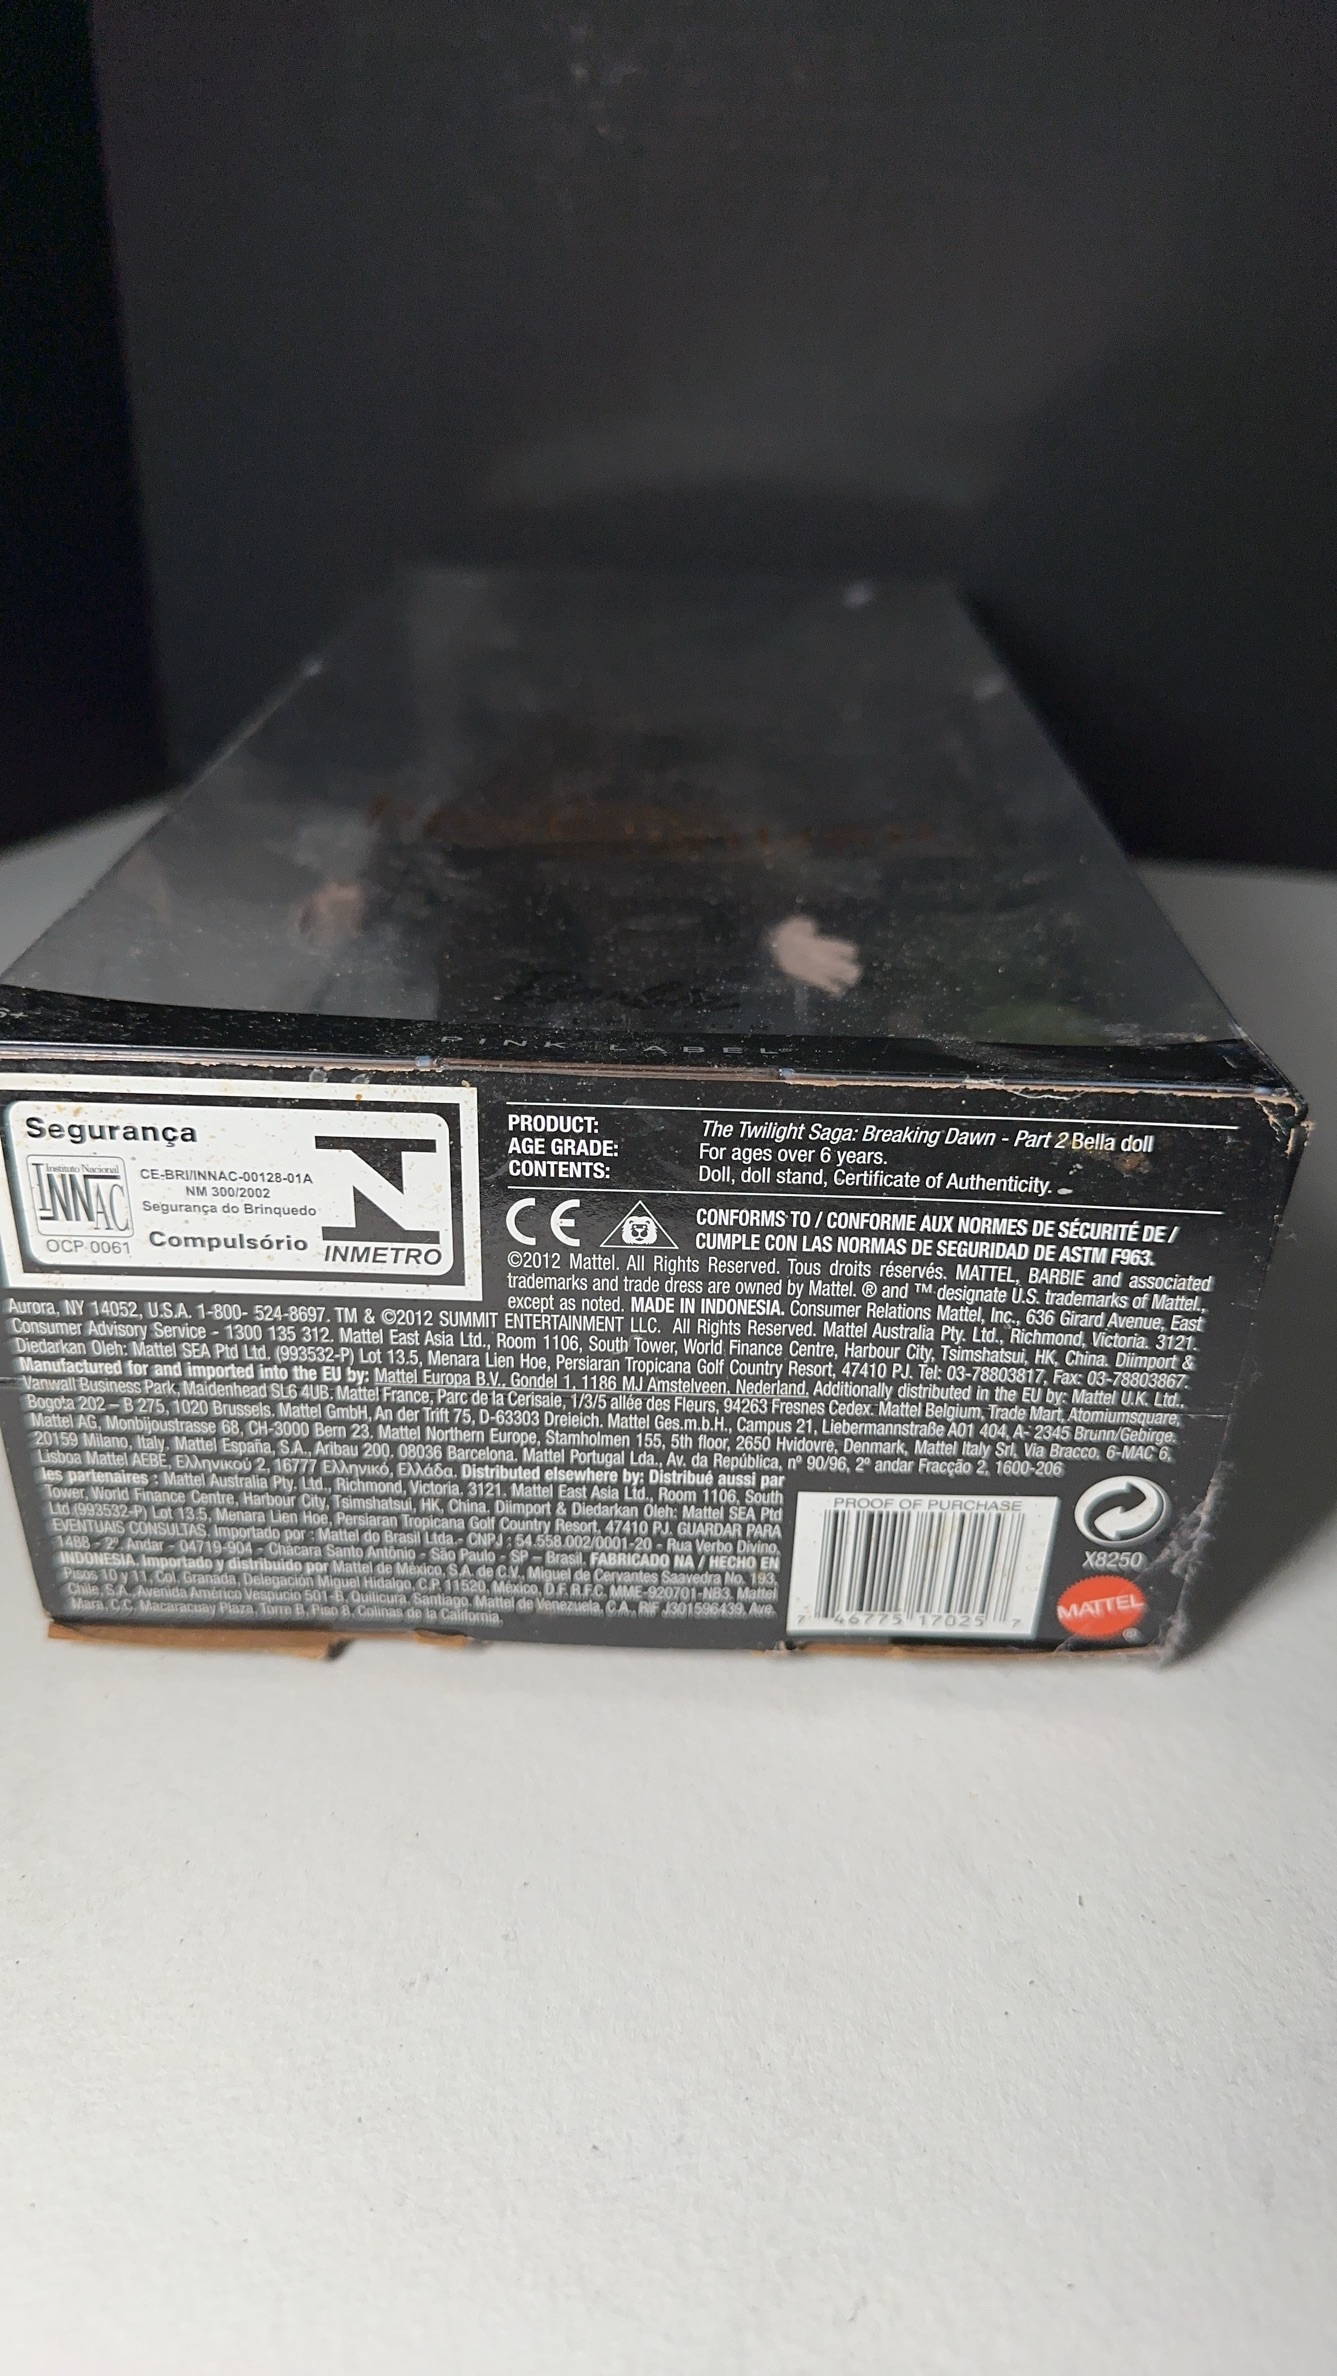 6+
PINK LABEL
Segurança
Instituto Nacional
INNAC
OCP-0061
CE-BRI/INNAC-00128-01A
NM 300/2002
Segurança do Brinquedo
Compulsório
N
INMETRO
PRODUCT: The Twilight Saga: Breaking Dawn - Part 2 Bella doll
AGE GRADE: For ages over 6 years.
CONTENTS: Doll, doll stand, Certificate of Authenticity.
CE
CONFORMS TO / CONFORME AUX NORMES DE SÉCURITÉ DE /
CUMPLE CON LAS NORMAS DE SEGURIDAD DE ASTM F963.
©2012 Mattel. All Rights Reserved. Tous droits réservés. MATTEL, BARBIE and associated
trademarks and trade dress are owned by Mattel. ® and ™ designate U.S. trademarks of Mattel.,
except as noted. MADE IN INDONESIA. Consumer Relations Mattel, Inc., 636 Girard Avenue, East
Aurora, NY 14052, U.S.A. 1-800- 524-8697. TM & ©2012 SUMMIT ENTERTAINMENT LLC. All Rights Reserved. Mattel Australia Pty. Ltd., Richmond, Victoria. 3121.
Consumer Advisory Service - 1300 135 312. Mattel East Asia Ltd., Room 1106, South Tower, World Finance Centre, Harbour City, Tsimshatsui, HK, China. Diimport &
Diedarkan Oleh: Mattel SEA Ptd Ltd. (993532-P) Lot 13.5, Menara Lien Hoe, Persiaran Tropicana Golf Country Resort, 47410 PJ. Tel: 03-78803817, Fax: 03-78803867.
Manufactured for and imported into the EU by: Mattel Europa B.V., Gondel 1, 1186 MJ Amstelveen, Nederland. Additionally distributed in the EU by: Mattel U.K. Ltd.,
Vanwall Business Park, Maidenhead SL6 4UB. Mattel France, Parc de la Cerisaie, 1/3/5 allée des Fleurs, 94263 Fresnes Cedex. Mattel Belgium, Trade Mart, Atomiumsquare,
Bogota 202 – B 275, 1020 Brussels. Mattel GmbH, An der Trift 75, D-63303 Dreieich. Mattel Ges.m.b.H., Campus 21, Liebermannstraße A01 404, A- 2345 Brunn/Gebirge.
Mattel AG, Monbijoustrasse 68, CH-3000 Bern 23. Mattel Northern Europe, Stamholmen 155, 5th floor, 2650 Hvidovre, Denmark, Mattel Italy Srl, Via Bracco, 6-MAC 6,
20159 Milano, Italy. Mattel España, S.A., Aribau 200, 08036 Barcelona. Mattel Portugal Lda., Av. da República, nº 90/96, 2º andar Fracção 2, 1600-206
Lisboa Mattel AEBE, Ελληνικού 2, 16777 Ελληνικό, Ελλάδα. Distributed elsewhere by: Distribué aussi par
les partenaires : Mattel Australia Pty. Ltd., Richmond, Victoria. 3121. Mattel East Asia Ltd., Room 1106, South
Tower, World Finance Centre, Harbour City, Tsimshatsui, HK, China. Diimport & Diedarkan Oleh: Mattel SEA Ptd
Ltd (993532-P) Lot 13.5, Menara Lien Hoe, Persiaran Tropicana Golf Country Resort, 47410 PJ. GUARDAR PARA
EVENTUAIS CONSULTAS. Importado por : Mattel do Brasil Ltda.- CNPJ : 54.558.002/0001-20 - Rua Verbo Divino,
1488 - 2º Andar - 04719-904 - Chácara Santo Antônio - São Paulo - SP – Brasil. FABRICADO NA / HECHO EN
INDONESIA. Importado y distribuido por Mattel de México, S.A. de C.V., Miguel de Cervantes Saavedra No. 193,
Pisos 10 y 11, Col. Granada, Delegación Miguel Hidalgo, C.P. 11520, México, D.F. R.F.C. MME-920701-NB3. Mattel
Chile, S.A., Avenida Américo Vespucio 501-B, Quilicura, Santiago. Mattel de Venezuela, C.A., RIF J301596439, Ave.
Mara, C.C. Macaracuay Plaza, Torre B, Piso 8, Colinas de la California.
PROOF OF PURCHASE
7 46775 17025 7
X8250
MATTEL
®